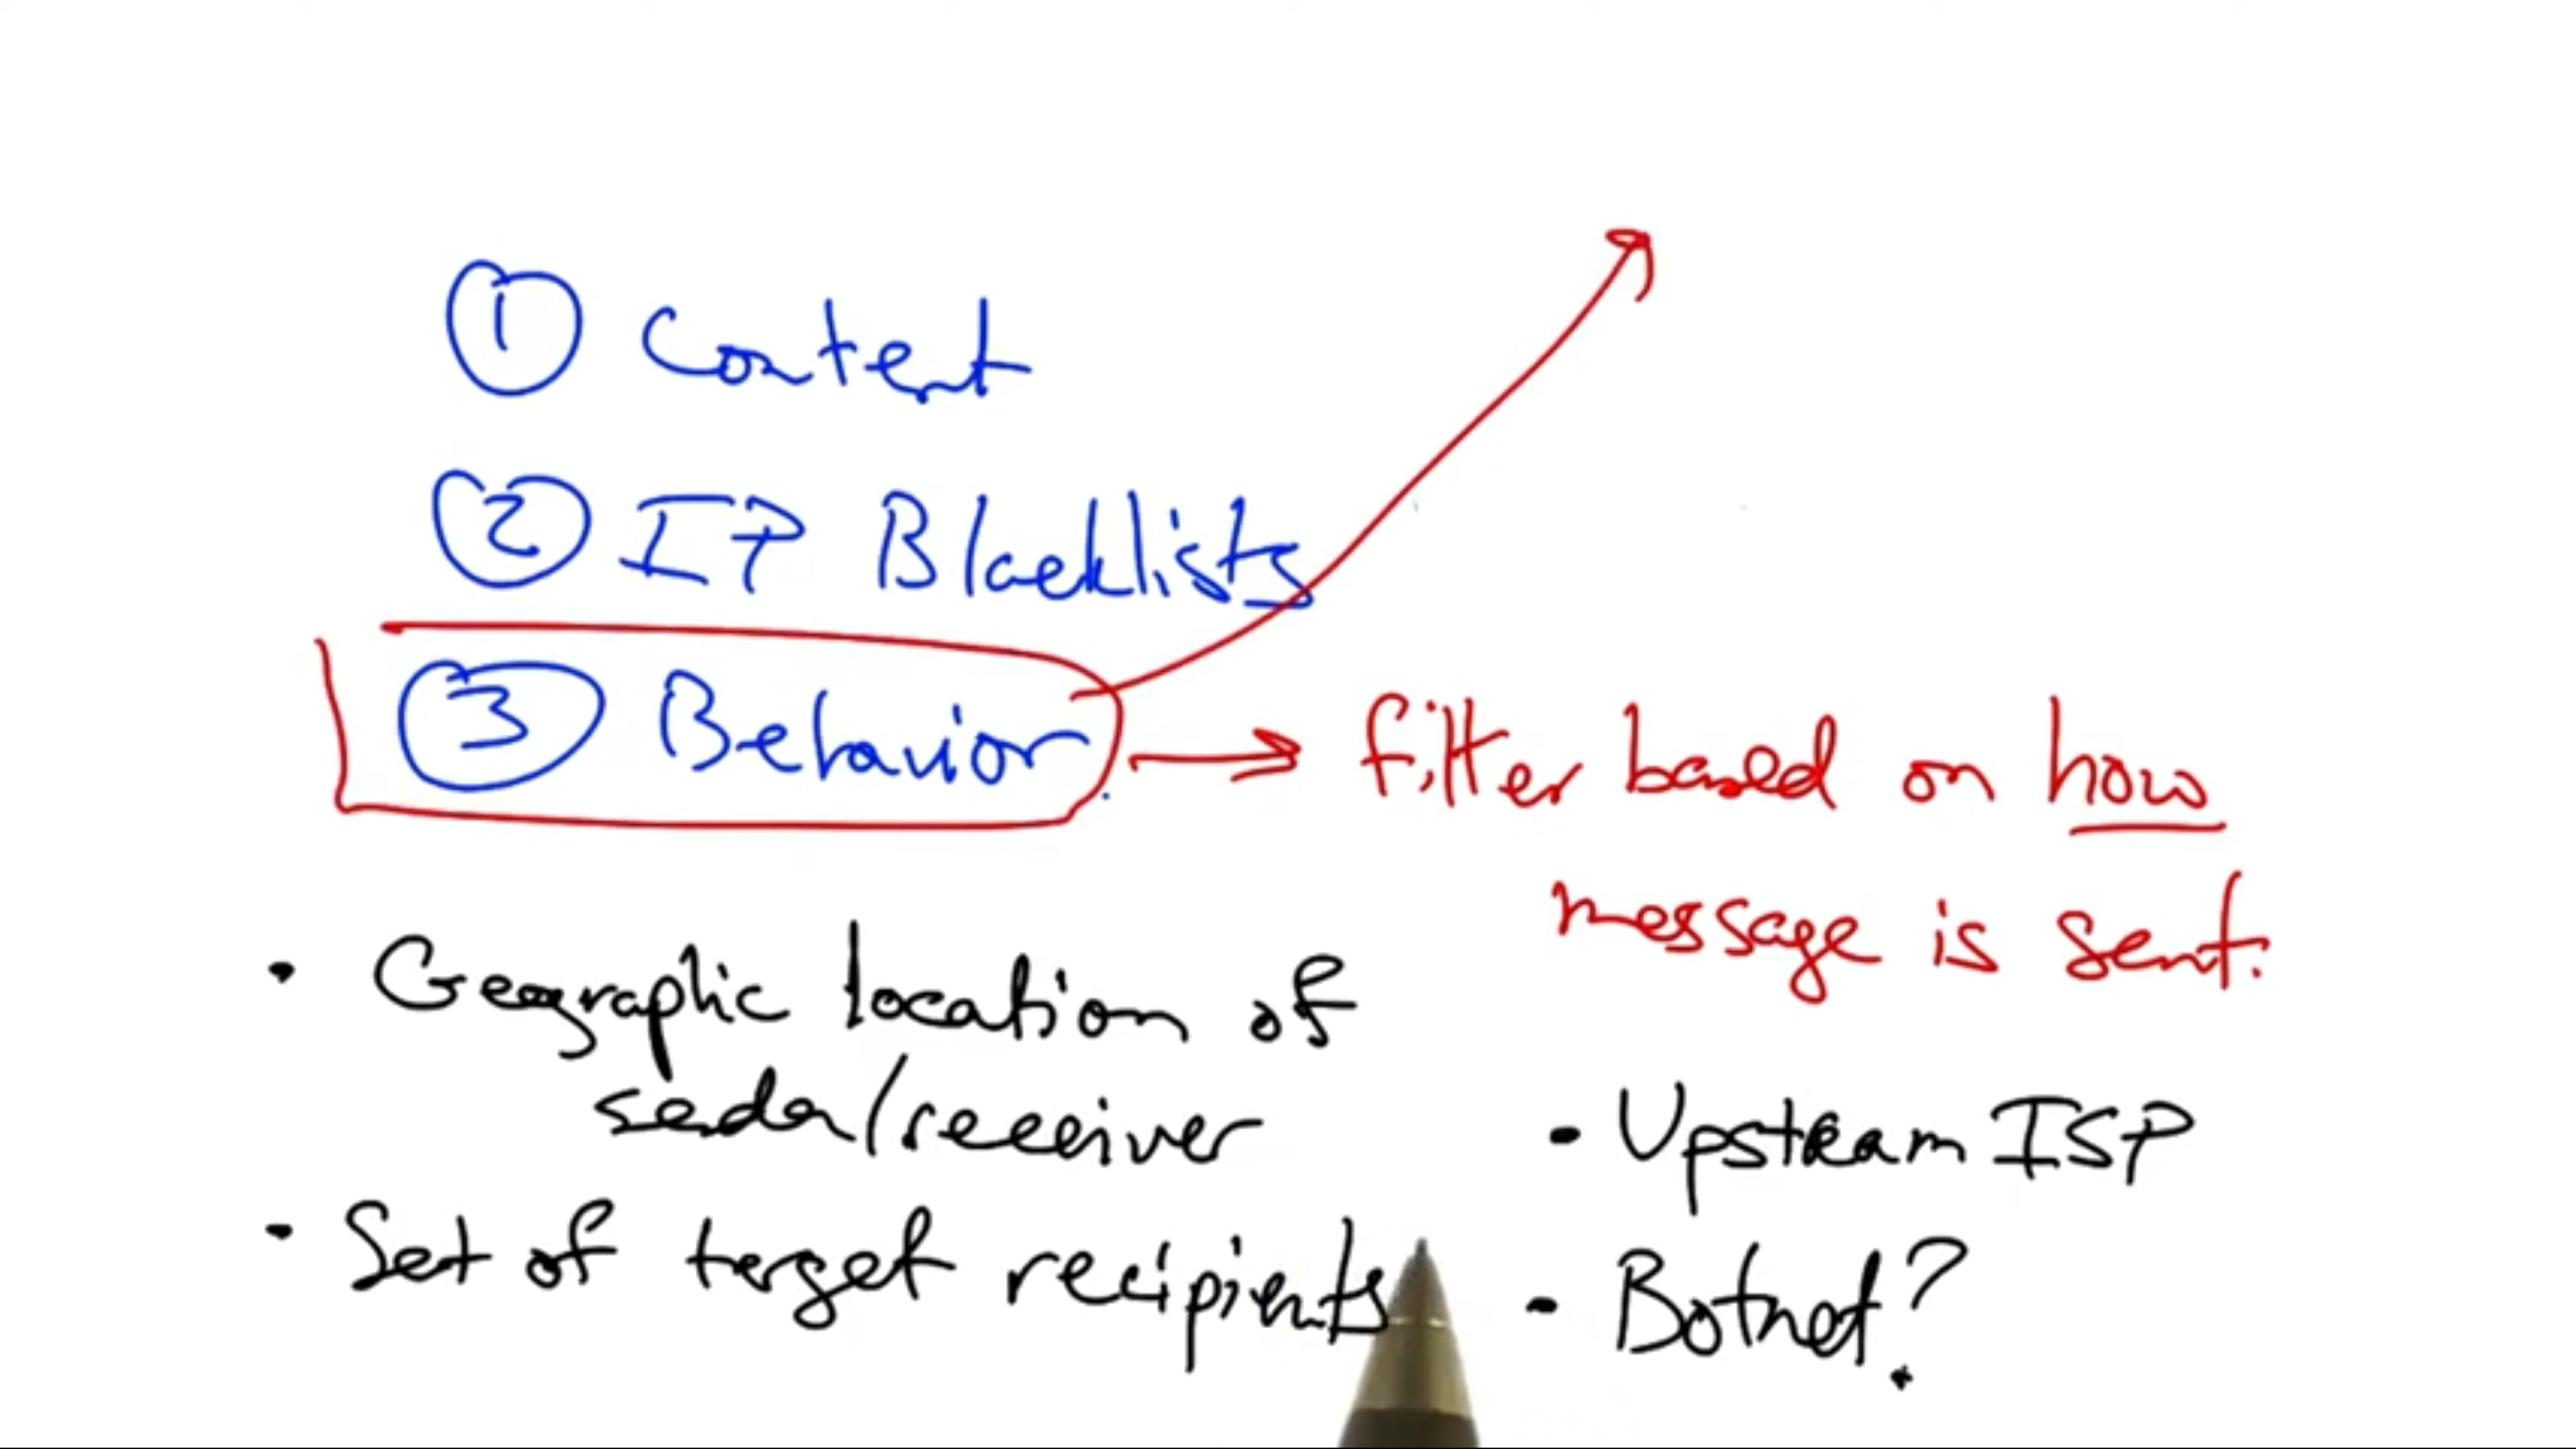 ① Content
② IP Blacklists
③ Behavior → filter based on how
message is sent.
• Geographic location of
sender/receiver
• Set of target recipients
• Upstream ISP
• Botnet?